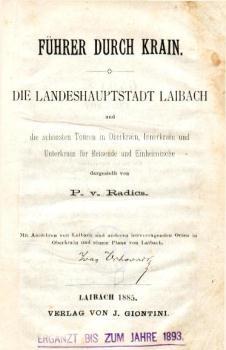 FÜHRER DURCH KRAIN.
DIE LANDESHAUPTSTADT LAIBACH
und
die schönsten Touren in Oberkrain, Innerkrain und
Unterkrain für Reisende und Einheimische
dargestellt von
P. v. Radics.
Mit Ansichten von Laibach und anderen hervorragenden Orten in
Oberkrain und einem Plane von Laibach.
Ivan
LAIBACH 1885.
VERLAG VON J. GIONTINI.
ERGÄNZT BIS ZUM JAHRE 1893.